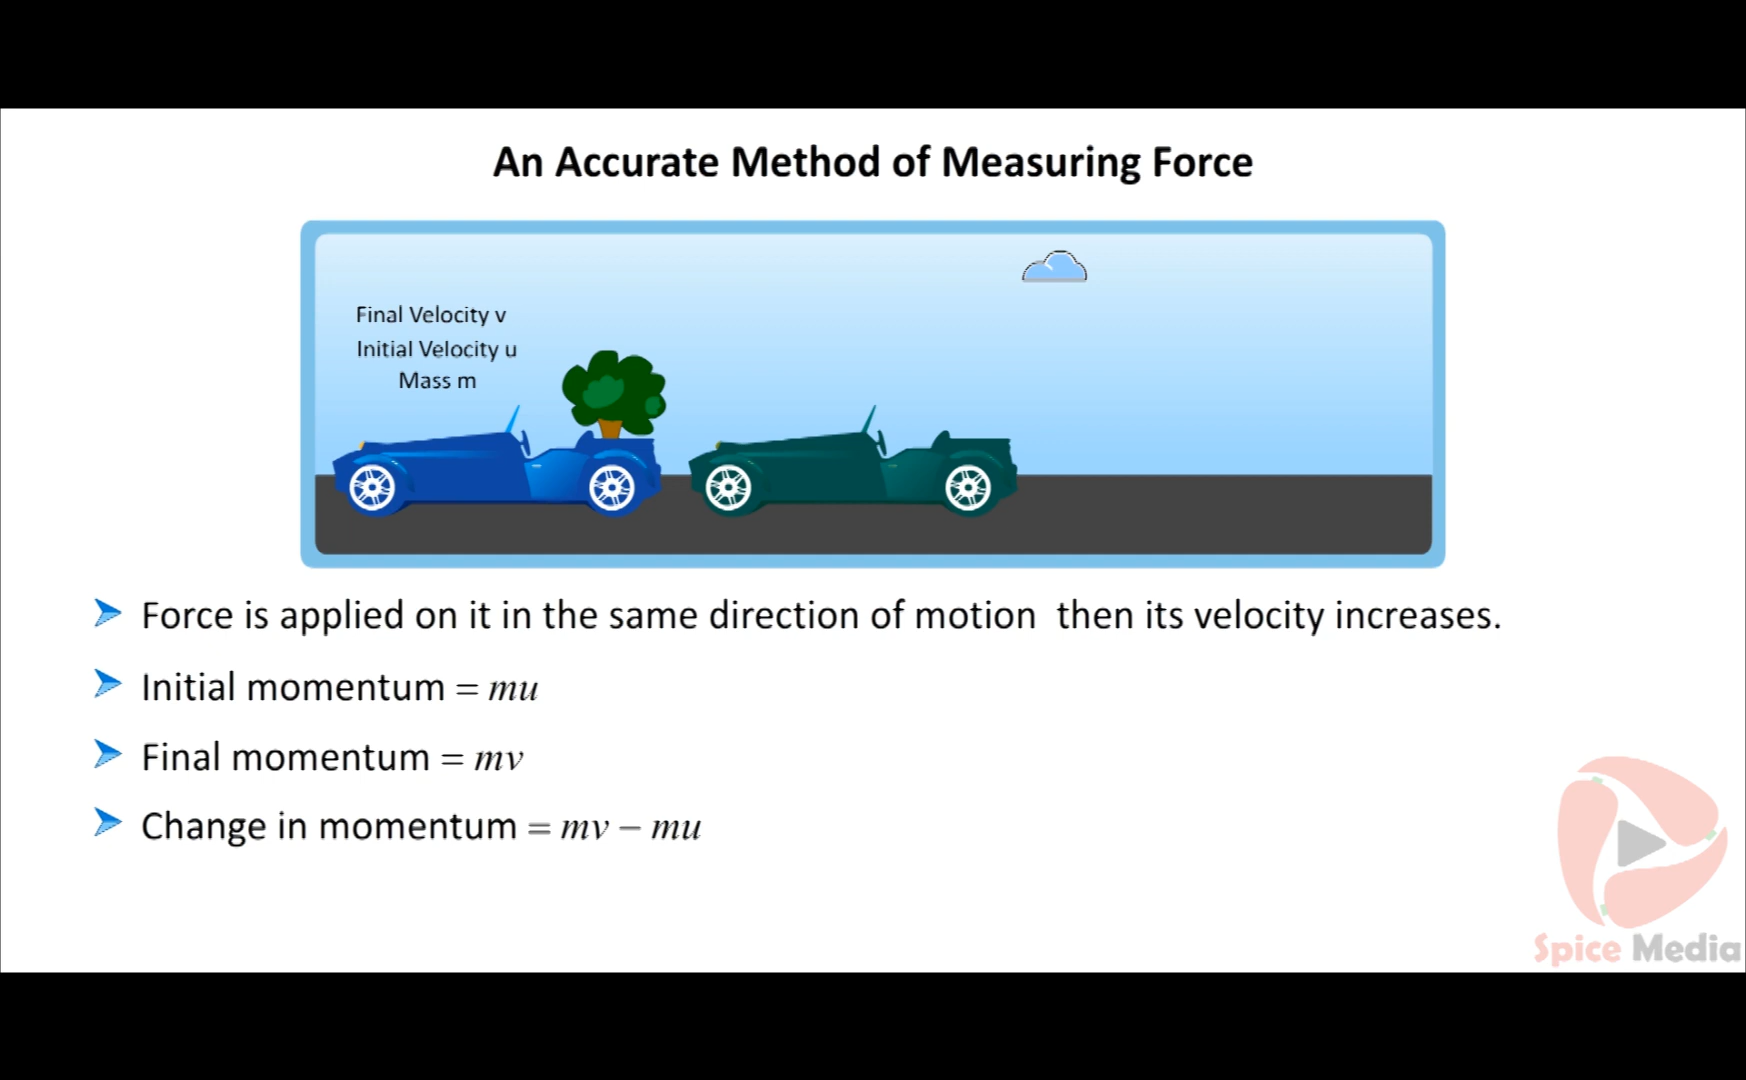 An Accurate Method of Measuring Force
Final Velocity v
Initial Velocity u
Mass m
Force is applied on it in the same direction of motion then its velocity increases.
Initial momentum = mu
Final momentum = mv
Change in momentum = mv – mu
Spice Media